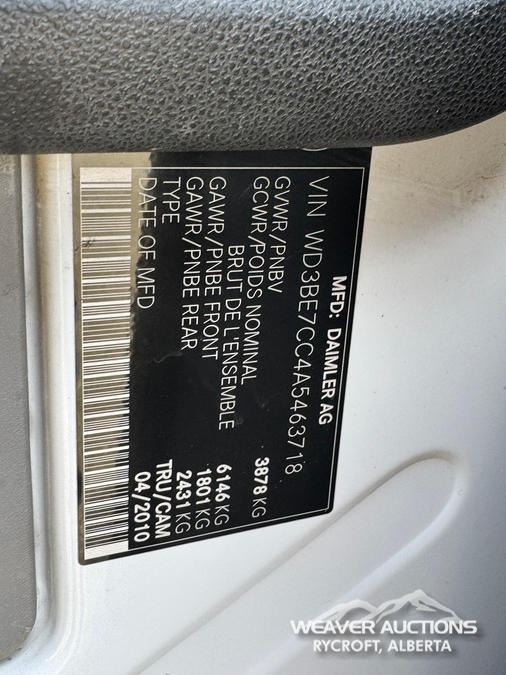 MFD: DAIMLER AG
VIN WD3BE7CC4A5463718
GVWR/PNBV 3878 KG
GCWR/POIDS NOMINAL
BRUT DE L'ENSEMBLE 6146 KG
GAWR/PNBE FRONT 1801 KG
GAWR/PNBE REAR 2431 KG
TYPE TRU/CAM
DATE OF MFD 04/2010
WEAVER AUCTIONS
RYCROFT, ALBERTA